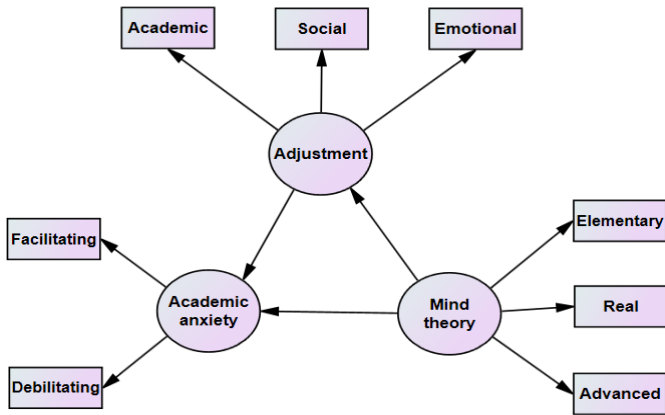 Academic
Social
Emotional
Adjustment
Elementary
Facilitating
Academic
anxiety
Mind
theory
Real
Debilitating
Advanced